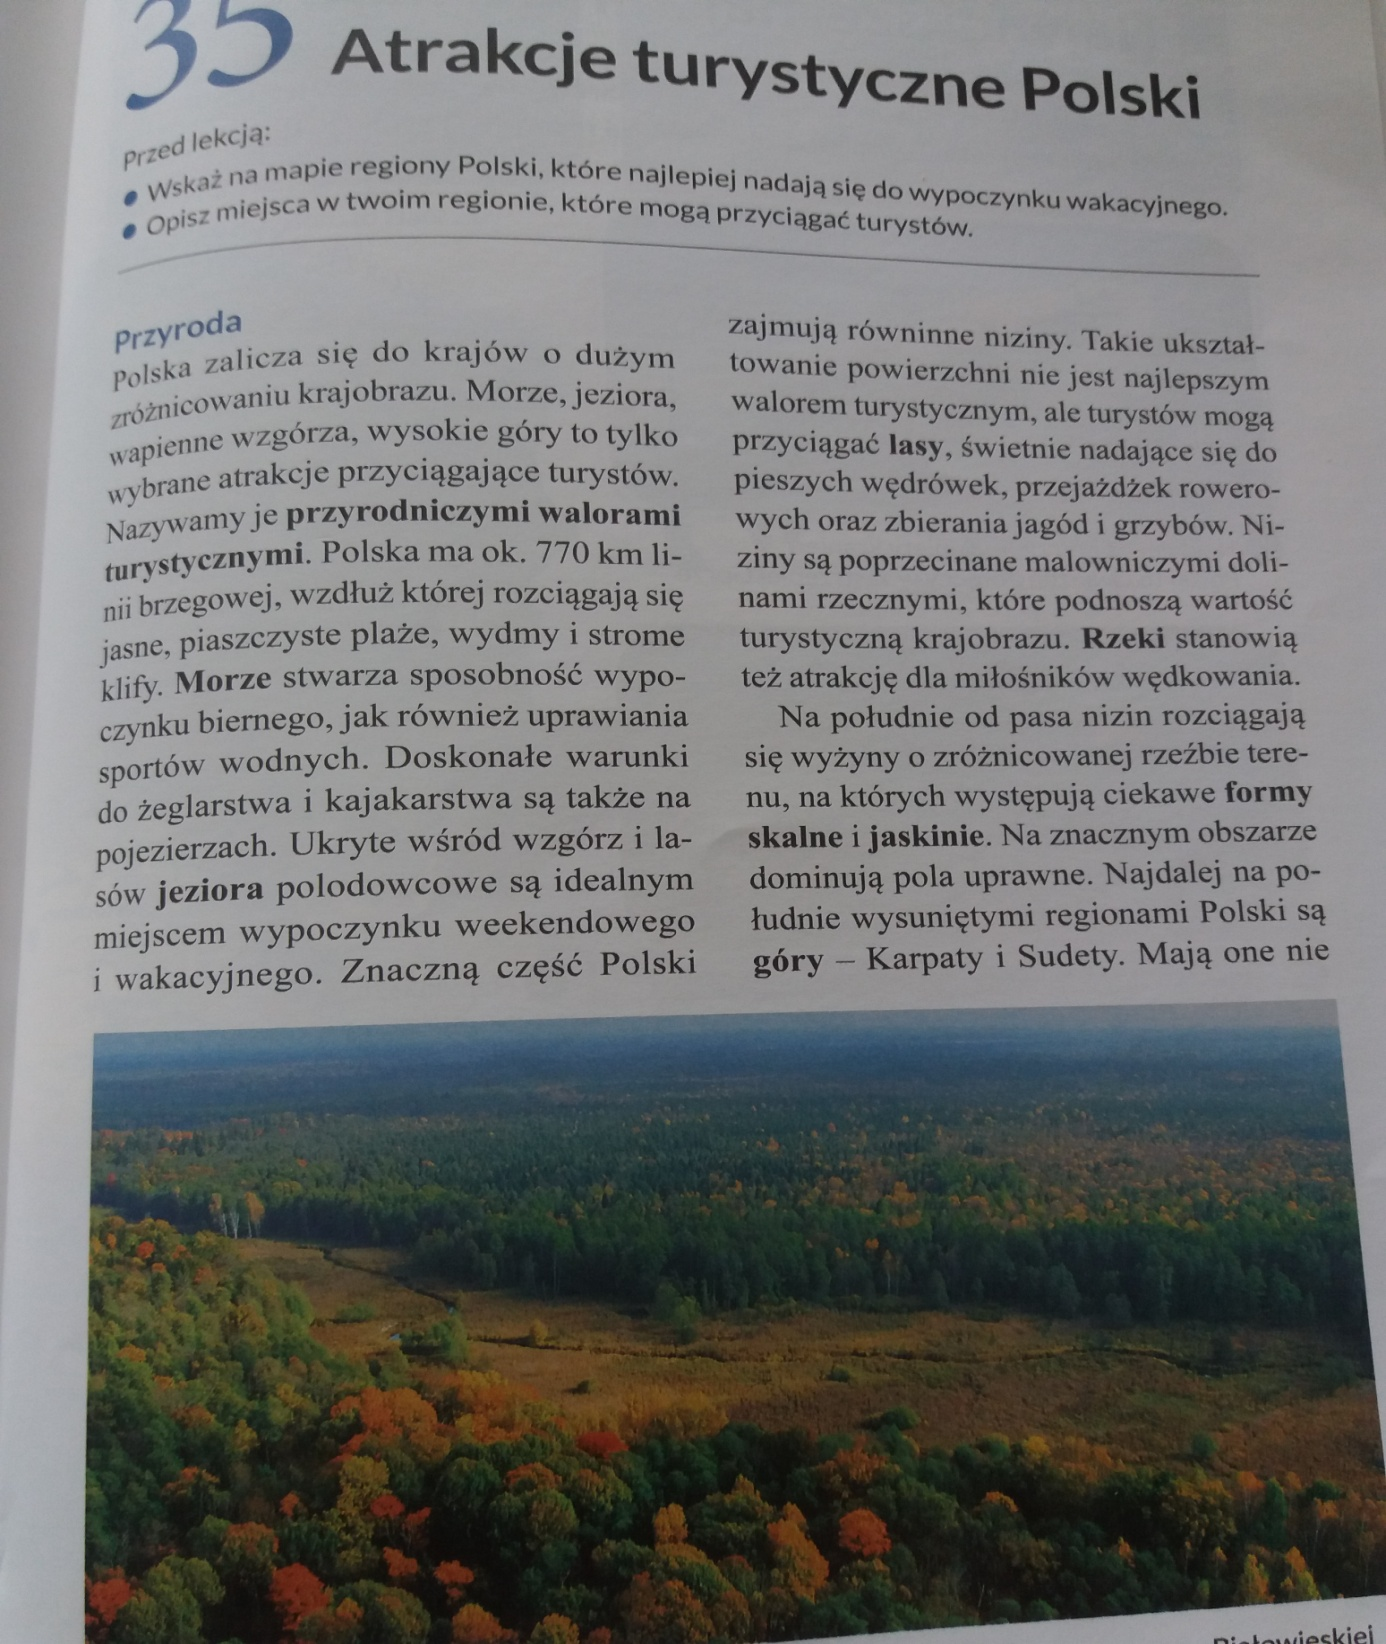 35
Atrakcje turystyczne Polski
Przed lekcją:
• Wskaż na mapie regiony Polski, które najlepiej nadają się do wypoczynku wakacyjnego.
• Opisz miejsca w twoim regionie, które mogą przyciągać turystów.
Przyroda
Polska zalicza się do krajów o dużym
zróżnicowaniu krajobrazu. Morze, jeziora,
wapienne wzgórza, wysokie góry to tylko
wybrane atrakcje przyciągające turystów.
Nazywamy je przyrodniczymi walorami
turystycznymi. Polska ma ok. 770 km li-
nii brzegowej, wzdłuż której rozciągają się
jasne, piaszczyste plaże, wydmy i strome
klify. Morze stwarza sposobność wypo-
czynku biernego, jak również uprawiania
sportów wodnych. Doskonałe warunki
do żeglarstwa i kajakarstwa są także na
pojezierzach. Ukryte wśród wzgórz i la-
sów jeziora polodowcowe są idealnym
miejscem wypoczynku weekendowego
i wakacyjnego. Znaczną część Polski
zajmują równinne niziny. Takie ukształ-
towanie powierzchni nie jest najlepszym
walorem turystycznym, ale turystów mogą
przyciągać lasy, świetnie nadające się do
pieszych wędrówek, przejażdżek rowero-
wych oraz zbierania jagód i grzybów. Ni-
ziny są poprzecinane malowniczymi doli-
nami rzecznymi, które podnoszą wartość
turystyczną krajobrazu. Rzeki stanowią
też atrakcję dla miłośników wędkowania.
Na południe od pasa nizin rozciągają
się wyżyny o zróżnicowanej rzeźbie tere-
nu, na których występują ciekawe formy
skalne i jaskinie. Na znacznym obszarze
dominują pola uprawne. Najdalej na po-
łudnie wysuniętymi regionami Polski są
góry – Karpaty i Sudety. Mają one nie
Białowieskiej